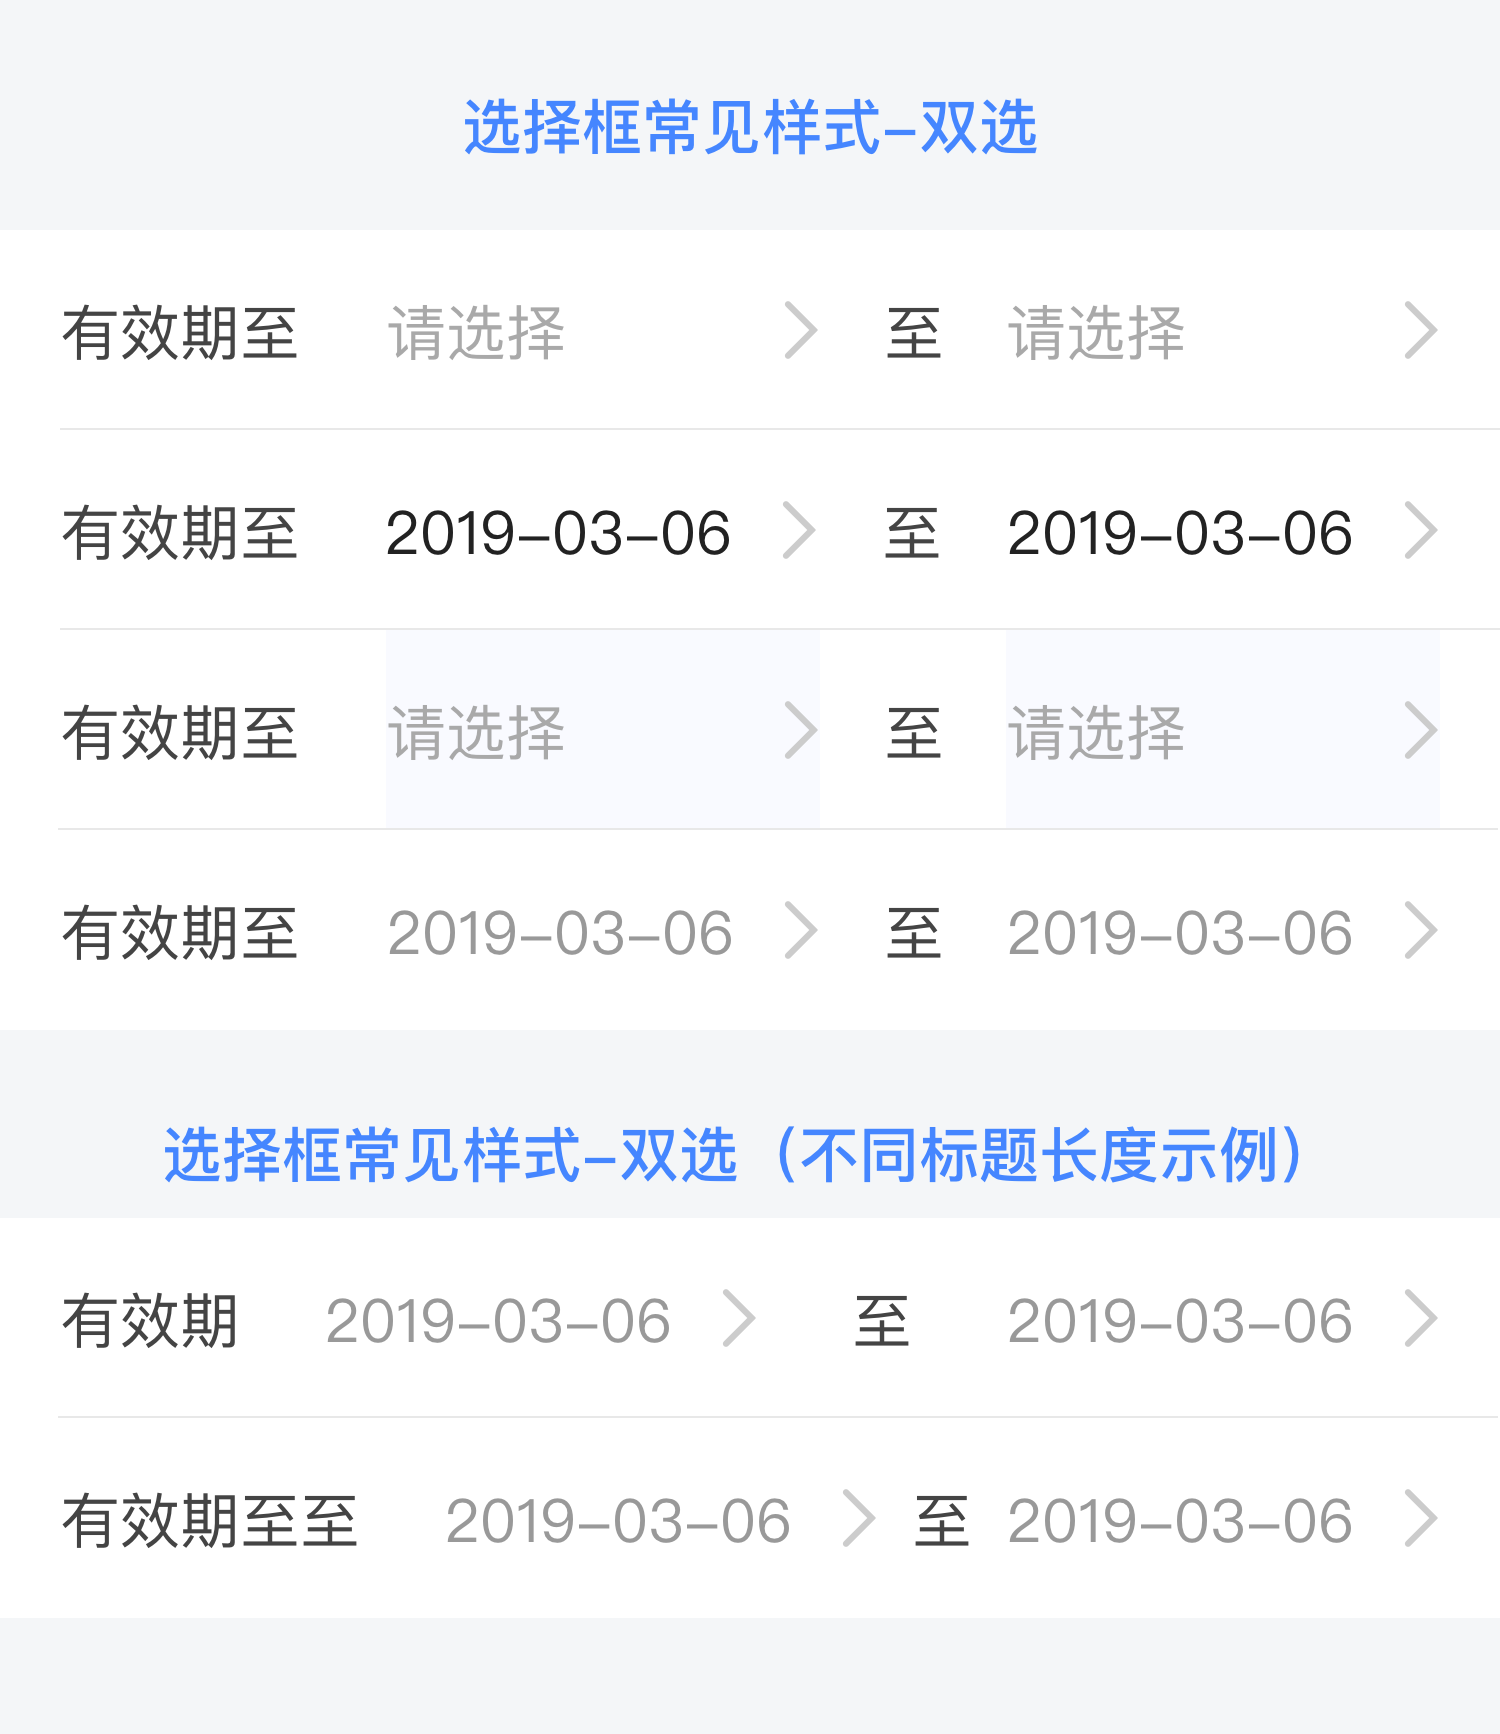 选择框常见样式–双选
有效期至 请选择 至 请选择
有效期至 2019–03–06 至 2019–03–06
有效期至 请选择 至 请选择
有效期至 2019–03–06 至 2019–03–06
选择框常见样式–双选（不同标题长度示例）
有效期 2019–03–06 至 2019–03–06
有效期至至 2019–03–06 至 2019–03–06